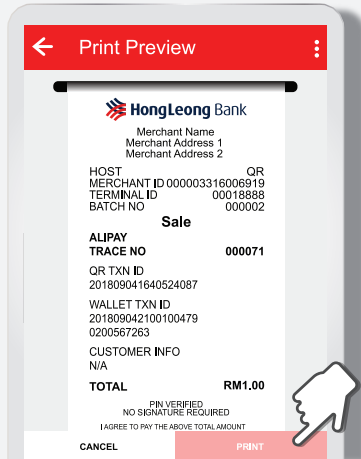 Print Preview
HongLeong Bank
Merchant Name
Merchant Address 1
Merchant Address 2
HOST QR
MERCHANT ID 000003316006919
TERMINAL ID 00018888
BATCH NO 000002
Sale
ALIPAY
TRACE NO 000071
QR TXN ID
201809041640524087
WALLET TXN ID
201809042100100479
0200567263
CUSTOMER INFO
N/A
TOTAL RM1.00
PIN VERIFIED
NO SIGNATURE REQUIRED
I AGREE TO PAY THE ABOVE TOTAL AMOUNT
CANCEL PRINT